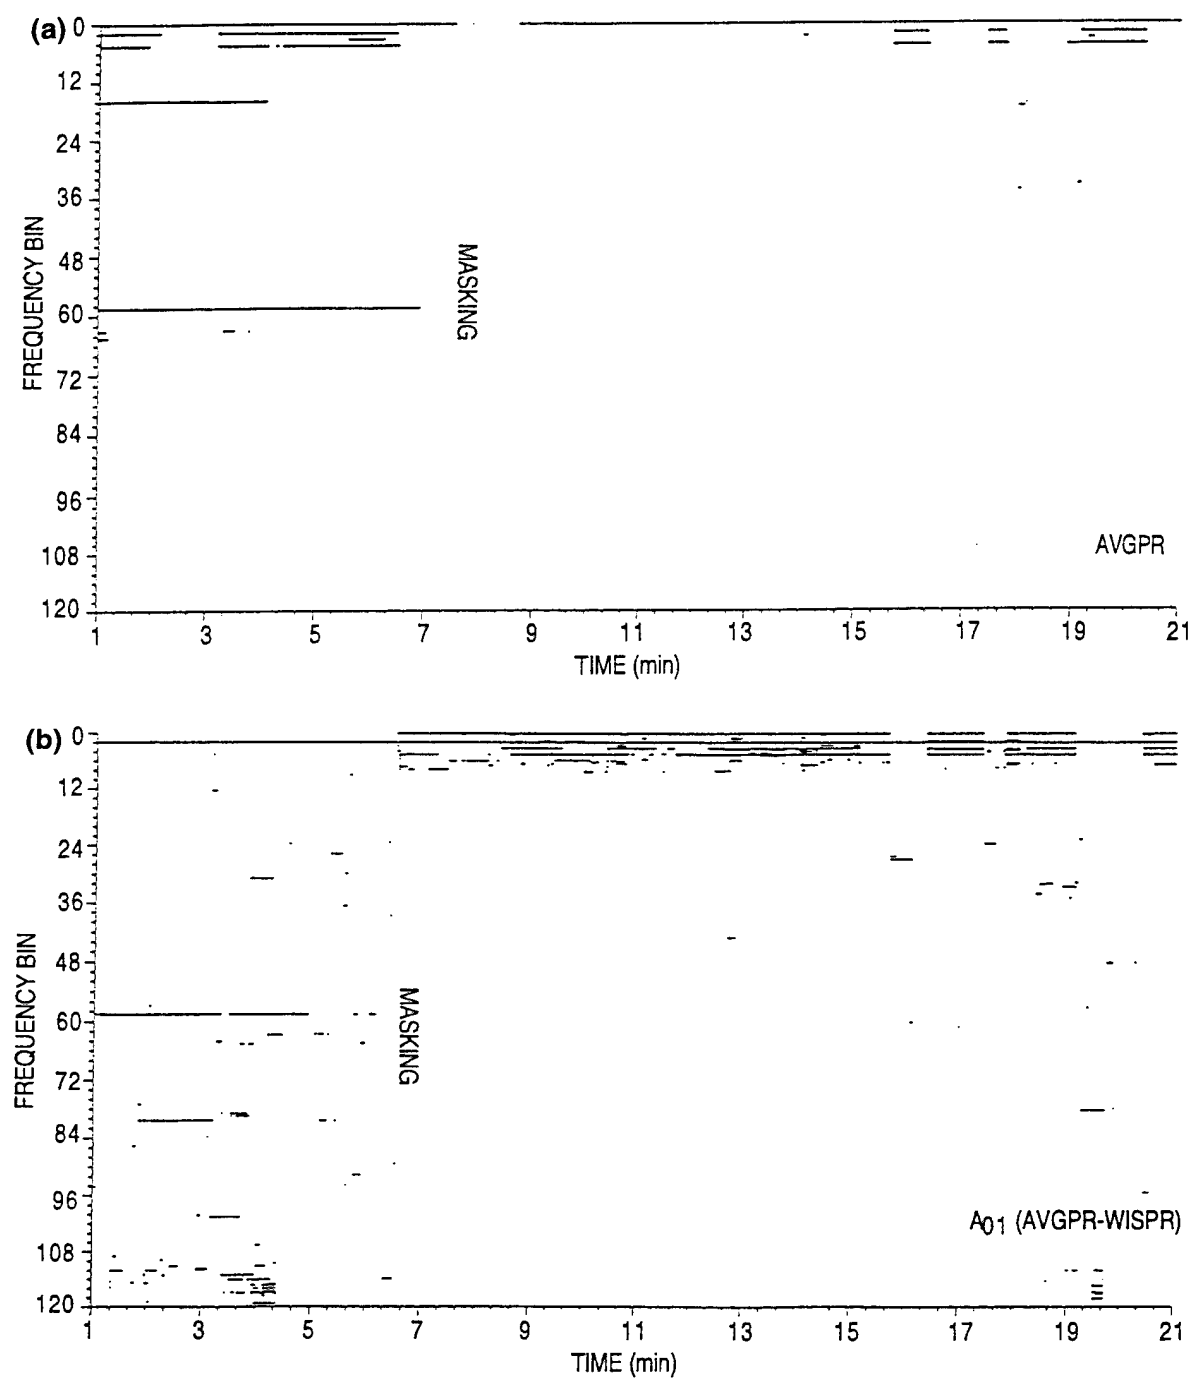 (a)
0
12
24
36
48
60
72
84
96
108
120
FREQUENCY BIN
MASKING
AVGPR
1 3 5 7 9 11 13 15 17 19 21
TIME (min)
(b)
0
12
24
36
48
60
72
84
96
108
120
FREQUENCY BIN
MASKING
A01 (AVGPR-WISPR)
1 3 5 7 9 11 13 15 17 19 21
TIME (min)